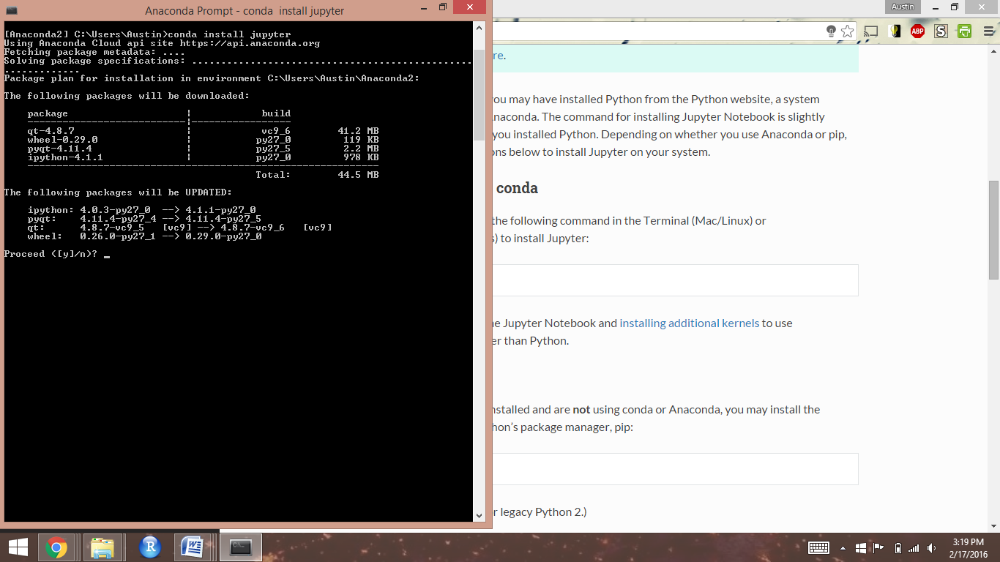 Anaconda Prompt - conda  install jupyter
[Anaconda2] C:\Users\Austin>conda install jupyter
Using Anaconda Cloud api site https://api.anaconda.org
Fetching package metadata: ....
Solving package specifications: ................................................
.............
Package plan for installation in environment C:\Users\Austin\Anaconda2:
The following packages will be downloaded:
package                    ¦            build
---------------------------¦-----------------
qt-4.8.7                   ¦            vc9_6        41.2 MB
wheel-0.29.0               ¦           py27_0         119 KB
pyqt-4.11.4                ¦           py27_5         2.2 MB
ipython-4.1.1              ¦           py27_0         978 KB
------------------------------------------------------------
Total:        44.5 MB
The following packages will be UPDATED:
ipython: 4.0.3-py27_0  --> 4.1.1-py27_0
pyqt:    4.11.4-py27_4 --> 4.11.4-py27_5
qt:      4.8.7-vc9_5   [vc9] --> 4.8.7-vc9_6   [vc9]
wheel:   0.26.0-py27_1 --> 0.29.0-py27_0
Proceed ([y]/n)? _
Austin
ABP
S
re.
you may have installed Python from the Python website, a system
naconda. The command for installing Jupyter Notebook is slightly
you installed Python. Depending on whether you use Anaconda or pip,
ons below to install Jupyter on your system.
conda
the following command in the Terminal (Mac/Linux) or
s) to install Jupyter:
ne Jupyter Notebook and installing additional kernels to use
er than Python.
nstalled and are not using conda or Anaconda, you may install the
hon’s package manager, pip:
r legacy Python 2.)
R
W
C:\
3:19 PM
2/17/2016